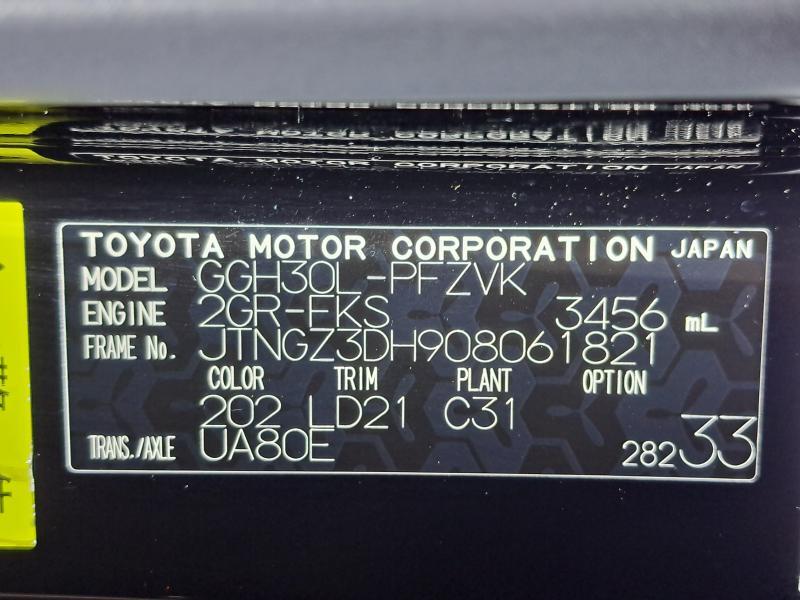 TOYOTA MOTOR CORPORATION JAPAN
MODEL GGH30L-PFZVK
ENGINE 2GR-FKS 3456 mL
FRAME No. JTNGZ3DH908061821
COLOR TRIM PLANT OPTION
202 LD21 C31
TRANS./AXLE UA80E 28233